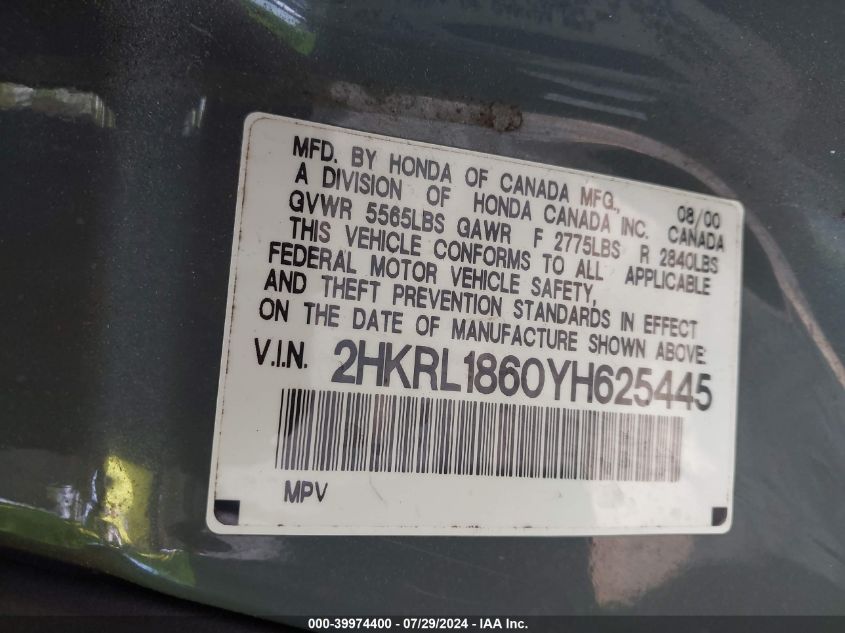 MFD. BY HONDA OF CANADA MFG., 08/00
A DIVISION OF HONDA CANADA INC. CANADA
GVWR 5565LBS GAWR F 2775LBS R 2840LBS
THIS VEHICLE CONFORMS TO ALL APPLICABLE
FEDERAL MOTOR VEHICLE SAFETY,
AND THEFT PREVENTION STANDARDS IN EFFECT
ON THE DATE OF MANUFACTURE SHOWN ABOVE
V.I.N. 2HKRL1860YH625445
MPV
000-39974400 - 07/29/2024 - IAA Inc.